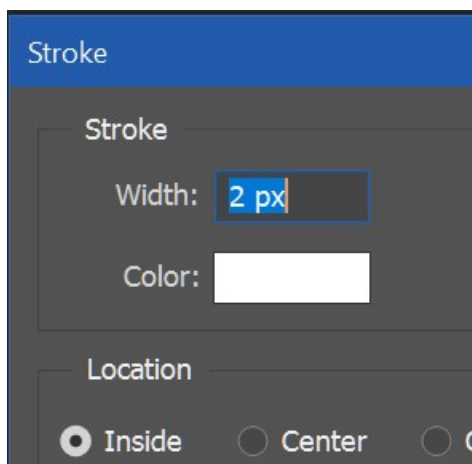 Stroke
Stroke
Width: 2 px
Color:
Location
Inside Center